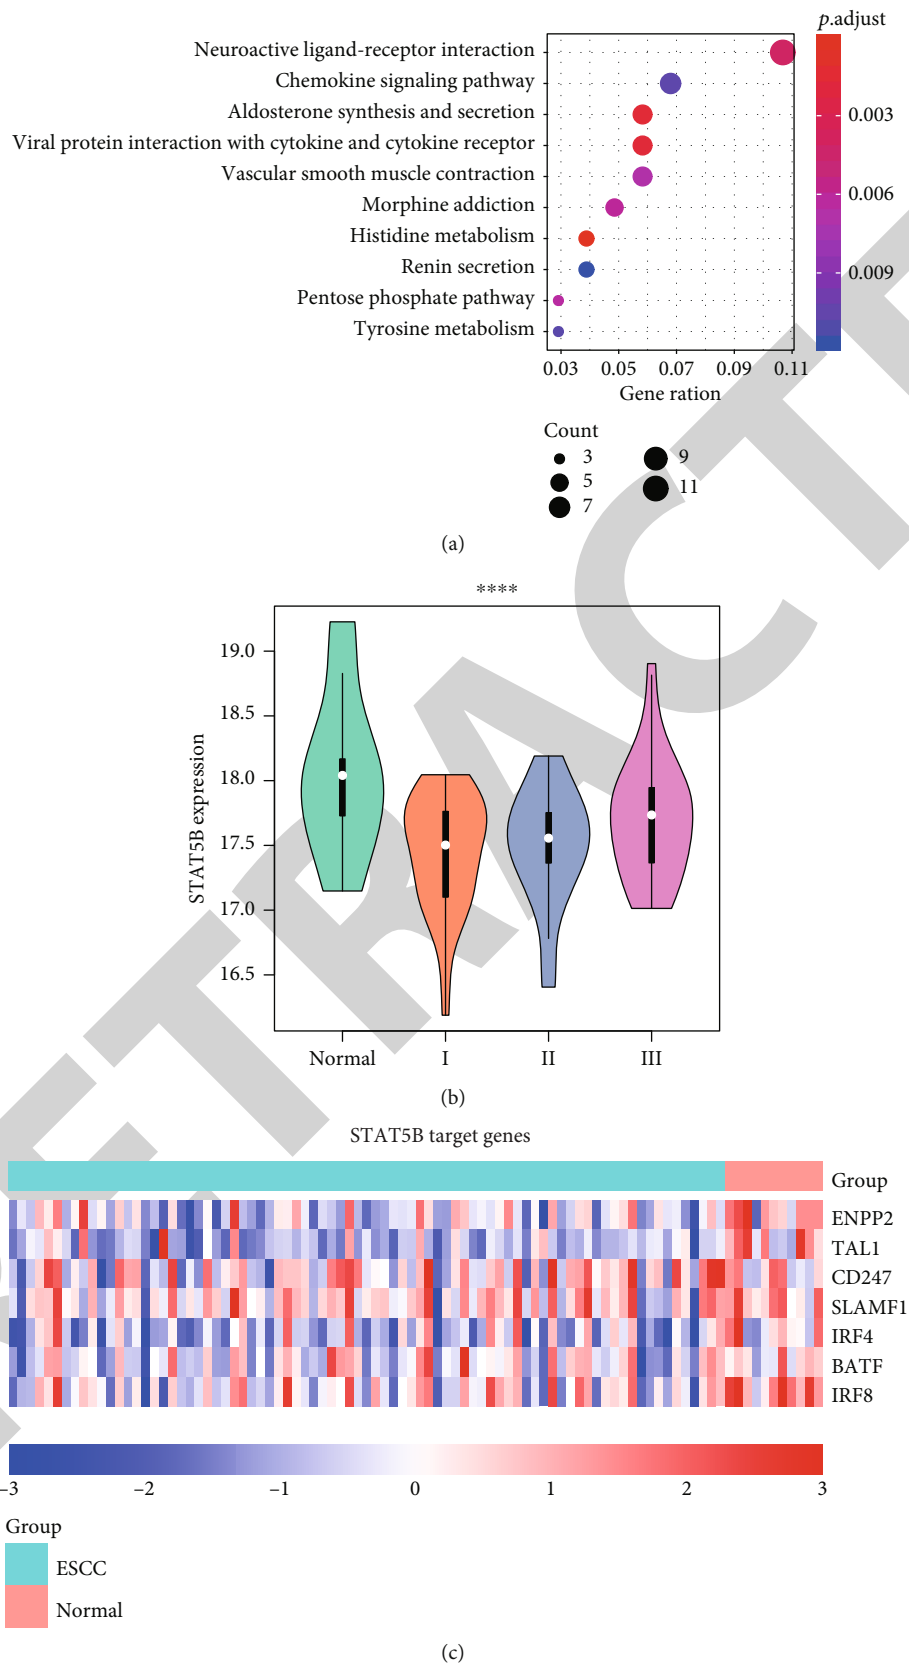 p.adjust
Neuroactive ligand-receptor interaction
Chemokine signaling pathway
Aldosterone synthesis and secretion
Viral protein interaction with cytokine and cytokine receptor
Vascular smooth muscle contraction
Morphine addiction
Histidine metabolism
Renin secretion
Pentose phosphate pathway
Tyrosine metabolism
0.003
0.006
0.009
0.03 0.05 0.07 0.09 0.11
Gene ration
Count
3 9
5 11
7
(a)
****
19.0
18.5
18.0
17.5
17.0
16.5
STAT5B expression
Normal I II III
(b)
STAT5B target genes
Group
ENPP2
TAL1
CD247
SLAMF1
IRF4
BATF
IRF8
–3 –2 –1 0 1 2 3
Group
ESCC
Normal
(c)
RETRACTED